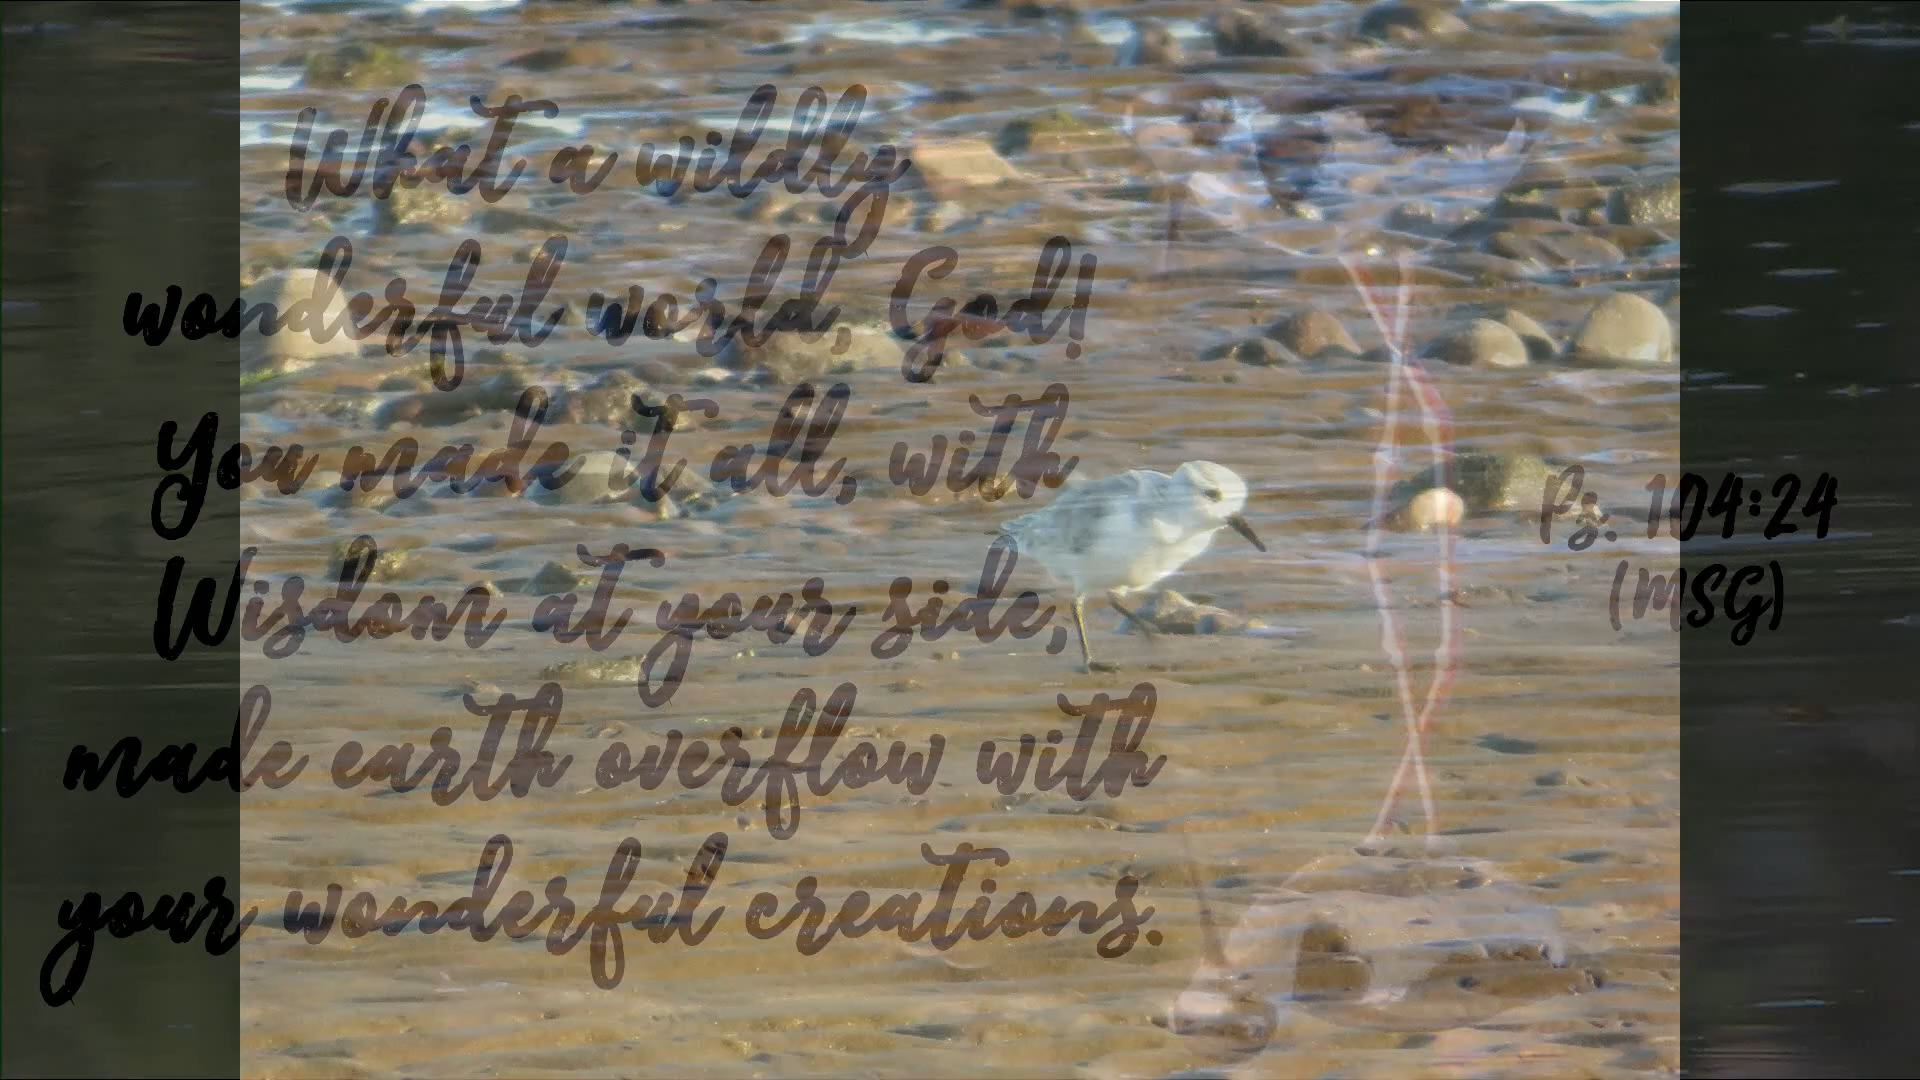 What a wildly
wonderful world, God!
You made it all, with
Wisdom at your side,
made earth overflow with
your wonderful creations.
Ps. 104:24
(MSG)